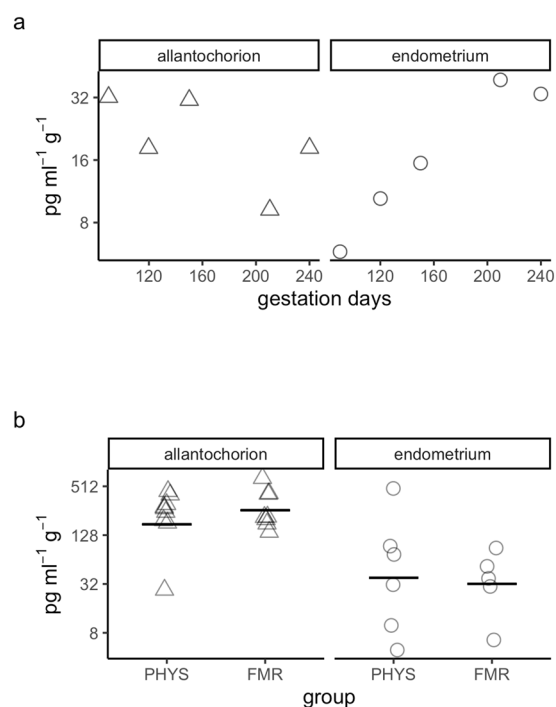 a
allantochorion endometrium
32
16
8
pg ml⁻¹ g⁻¹
120 160 200 240 120 160 200 240
gestation days
b
allantochorion endometrium
512
128
32
8
pg ml⁻¹ g⁻¹
PHYS FMR PHYS FMR
group